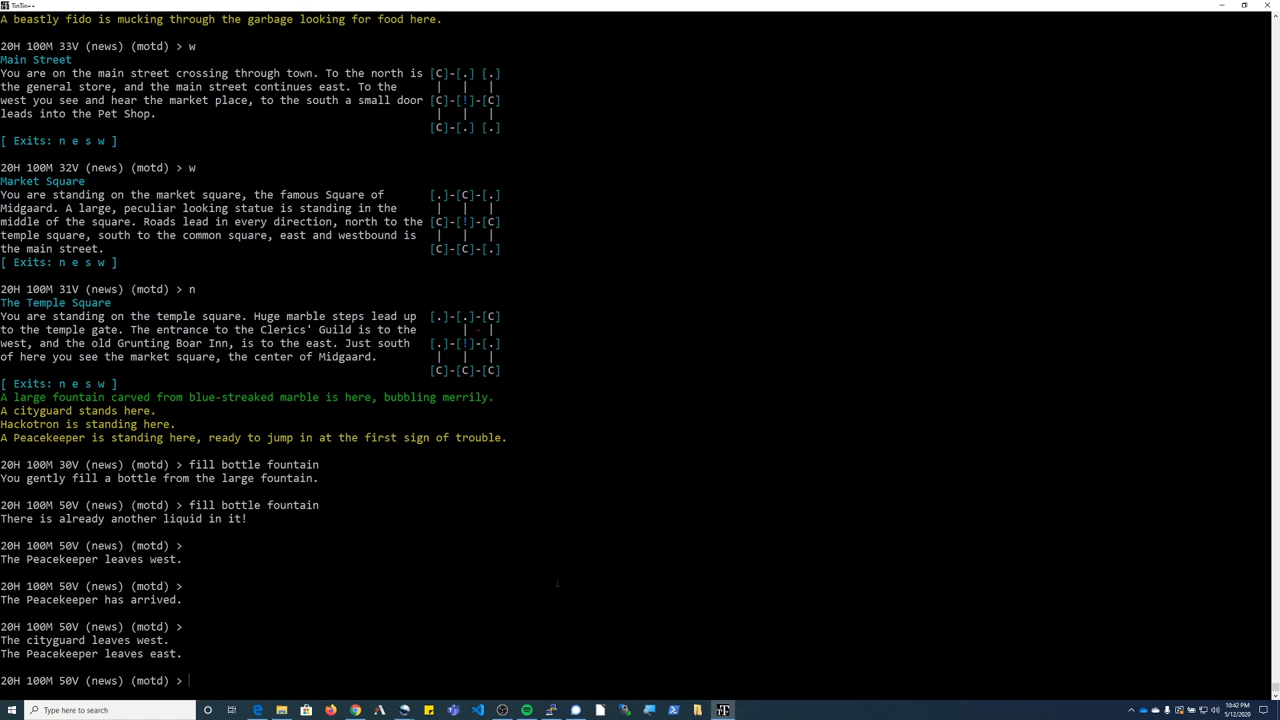 TinTin++
A beastly fido is mucking through the garbage looking for food here.
20H 100M 33V (news) (motd) > w
Main Street
You are on the main street crossing through town. To the north is [C]-[.] [.]
the general store, and the main street continues east. To the | | |
west you see and hear the market place, to the south a small door [C]-[!]-[C]
leads into the Pet Shop. | | |
[C]-[.] [.]
[ Exits: n e s w ]
20H 100M 32V (news) (motd) > w
Market Square
You are standing on the market square, the famous Square of [.]-[C]-[.]
Midgaard. A large, peculiar looking statue is standing in the | | |
middle of the square. Roads lead in every direction, north to the [C]-[!]-[C]
temple square, south to the common square, east and westbound is | | |
the main street. [C]-[C]-[.]
[ Exits: n e s w ]
20H 100M 31V (news) (motd) > n
The Temple Square
You are standing on the temple square. Huge marble steps lead up [.]-[.]-[C]
to the temple gate. The entrance to the Clerics' Guild is to the | - |
west, and the old Grunting Boar Inn, is to the east. Just south [.]-[!]-[.]
of here you see the market square, the center of Midgaard. | | |
[C]-[C]-[C]
[ Exits: n e s w ]
A large fountain carved from blue-streaked marble is here, bubbling merrily.
A cityguard stands here.
Hackotron is standing here.
A Peacekeeper is standing here, ready to jump in at the first sign of trouble.
20H 100M 30V (news) (motd) > fill bottle fountain
You gently fill a bottle from the large fountain.
20H 100M 50V (news) (motd) > fill bottle fountain
There is already another liquid in it!
20H 100M 50V (news) (motd) >
The Peacekeeper leaves west.
20H 100M 50V (news) (motd) >
The Peacekeeper has arrived.
20H 100M 50V (news) (motd) >
The cityguard leaves west.
The Peacekeeper leaves east.
20H 100M 50V (news) (motd) >
Type here to search
10:42 PM
5/12/2020